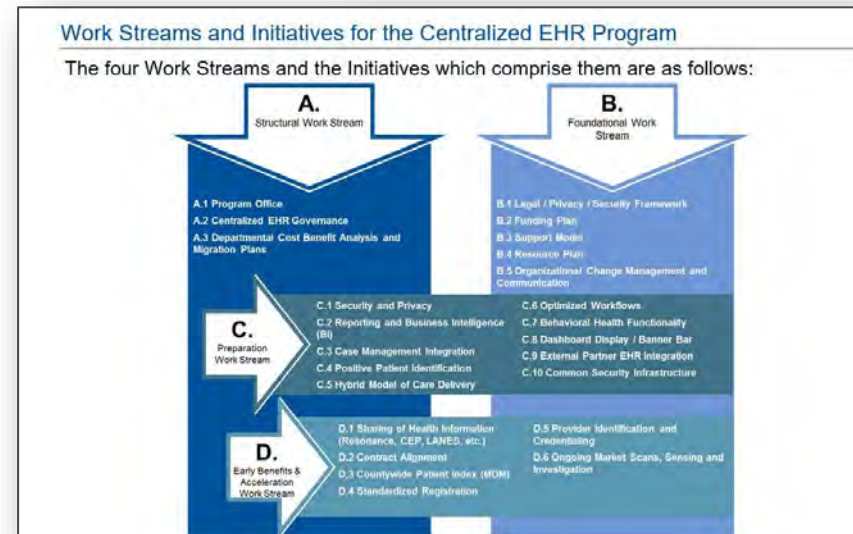 Work Streams and Initiatives for the Centralized EHR Program
The four Work Streams and the Initiatives which comprise them are as follows:
A.
Structural Work Stream
B.
Foundational Work
Stream
A.1 Program Office
A.2 Centralized EHR Governance
A.3 Departmental Cost Benefit Analysis and
Migration Plans
B.1 Legal / Privacy / Security Framework
B.2 Funding Plan
B.3 Support Model
B.4 Resource Plan
B.5 Organizational Change Management and
Communication
C.
Preparation
Work Stream
C.1 Security and Privacy
C.2 Reporting and Business Intelligence
(BI)
C.3 Case Management Integration
C.4 Positive Patient Identification
C.5 Hybrid Model of Care Delivery
C.6 Optimized Workflows
C.7 Behavioral Health Functionality
C.8 Dashboard Display / Banner Bar
C.9 External Partner EHR Integration
C.10 Common Security Infrastructure
D.
Early Benefits &
Acceleration
Work Stream
D.1 Sharing of Health Information
(Resonance, CEP, LANES, etc.)
D.2 Contract Alignment
D.3 Countywide Patient Index (MDM)
D.4 Standardized Registration
D.5 Provider Identification and
Credentialing
D.6 Ongoing Market Scans, Sensing and
Investigation